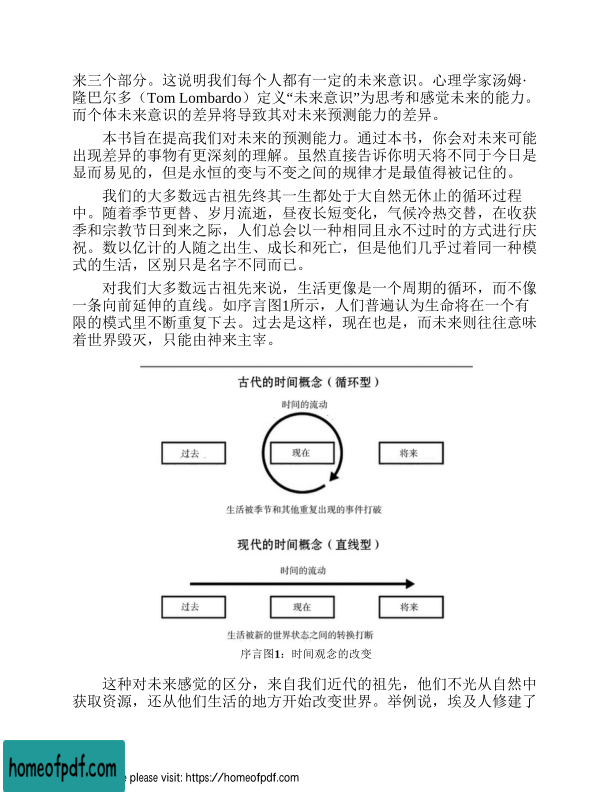 来三个部分。这说明我们每个人都有一定的未来意识。心理学家汤姆·
隆巴尔多（Tom Lombardo）定义“未来意识”为思考和感觉未来的能力。
而个体未来意识的差异将导致其对未来预测能力的差异。
本书旨在提高我们对未来的预测能力。通过本书，你会对未来可能
出现差异的事物有更深刻的理解。虽然直接告诉你明天将不同于今日是
显而易见的，但是永恒的变与不变之间的规律才是最值得被记住的。
我们的大多数远古祖先终其一生都处于大自然无休止的循环过程
中。随着季节更替、岁月流逝，昼夜长短变化，气候冷热交替，在收获
季和宗教节日到来之际，人们总会以一种相同且永不过时的方式进行庆
祝。数以亿计的人随之出生、成长和死亡，但是他们几乎过着同一种模
式的生活，区别只是名字不同而已。
对我们大多数远古祖先来说，生活更像是一个周期的循环，而不像
一条向前延伸的直线。如序言图1所示，人们普遍认为生命将在一个有
限的模式里不断重复下去。过去是这样，现在也是，而未来则往往意味
着世界毁灭，只能由神来主宰。
古代的时间概念（循环型）
时间的流动
过去 现在 将来
生活被季节和其他重复出现的事件打破
现代的时间概念（直线型）
时间的流动
过去 现在 将来
生活被新的世界状态之间的转换打断
序言图1：时间观念的改变
这种对未来感觉的区分，来自我们近代的祖先，他们不光从自然中
获取资源，还从他们生活的地方开始改变世界。举例说，埃及人修建了
homeofpdf.com
please visit: https://homeofpdf.com